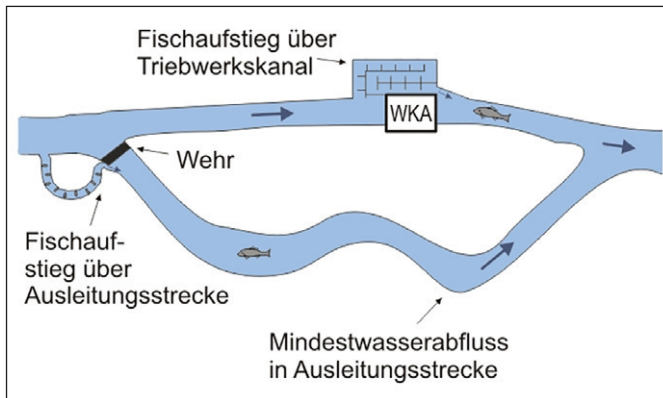 Fischaufstieg über
Triebwerkskanal
WKA
Wehr
Fischauf-
stieg über
Ausleitungsstrecke
Mindestwasserabfluss
in Ausleitungsstrecke